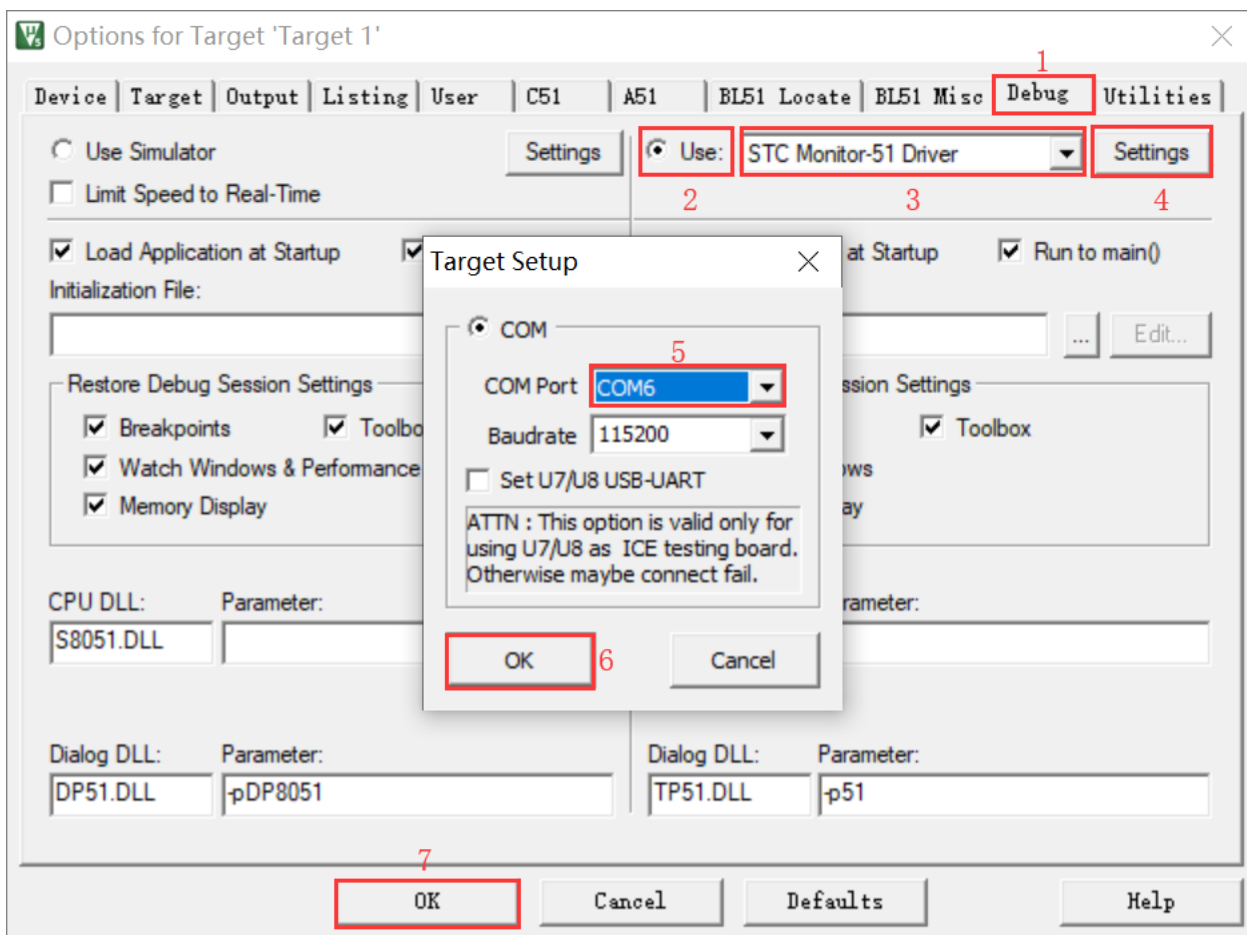 Options for Target 'Target 1'
1
Device Target Output Listing User C51 A51 BL51 Locate BL51 Misc Debug Utilities
Use Simulator Settings Use: STC Monitor-51 Driver Settings
Limit Speed to Real-Time 2 3 4
Load Application at Startup at Startup Run to main()
Initialization File:
... Edit...
Target Setup
COM
5
COM Port COM6
Baudrate 115200
Set U7/U8 USB-UART
ATTN : This option is valid only for
using U7/U8 as ICE testing board.
Otherwise maybe connect fail.
OK 6 Cancel
Restore Debug Session Settings ssion Settings
Breakpoints Toolbo Toolbox
Watch Windows & Performance ows
Memory Display ay
CPU DLL: Parameter: rameter:
S8051.DLL
Dialog DLL: Parameter: Dialog DLL: Parameter:
DP51.DLL -pDP8051 TP51.DLL -p51
7
OK Cancel Defaults Help